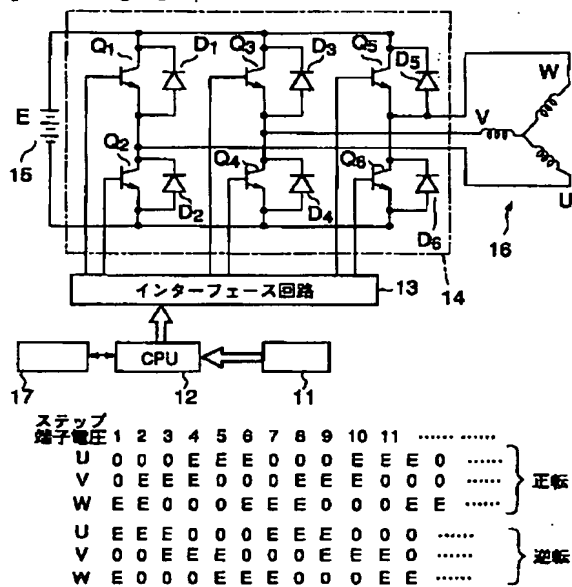 Q1
D1
Q3
D3
Q5
D5
W
E
V
15
Q2
D2
Q4
D4
Q6
D6
U
16
インターフェース回路
13
14
CPU
17
12
11
ステップ
端子電圧 1 2 3 4 5 6 7 8 9 10 11 …… ……
U 0 0 0 E E E 0 0 0 E E E 0 ……
V 0 E E E 0 0 0 E E E 0 0 ……
W E E 0 0 0 E E E 0 0 0 E E ……
正転
U E E E 0 0 0 E E E 0 0 ……
V 0 0 E E E 0 0 0 E E 0 ……
W E 0 0 0 E E E 0 0 0 E E ……
逆転